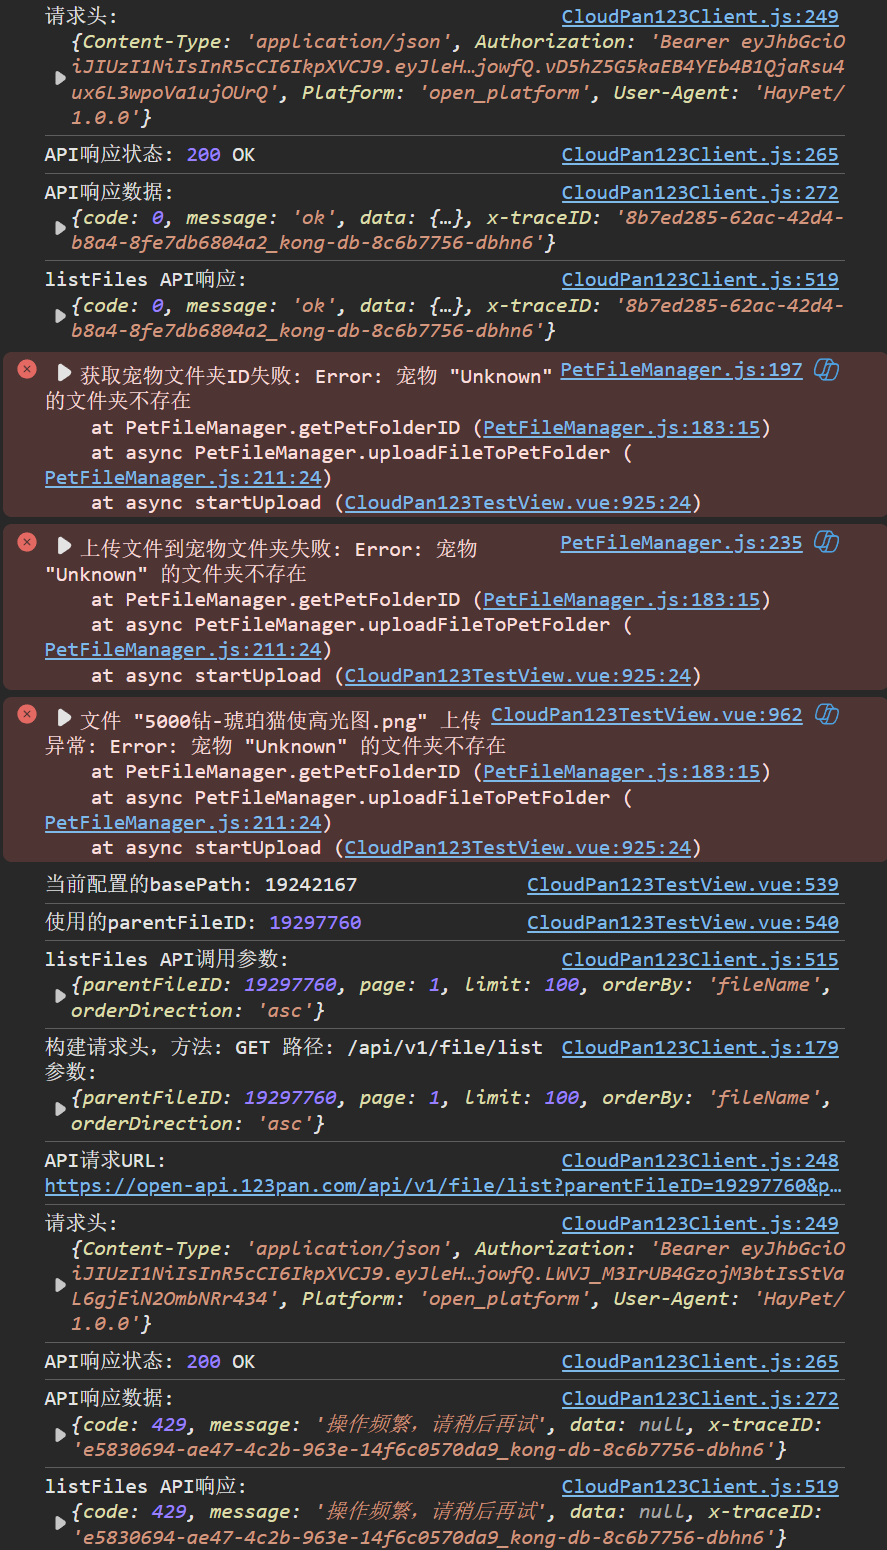 请求头:
CloudPan123Client.js:249
{Content-Type: 'application/json', Authorization: 'Bearer eyJhbGciO
iJIUzI1NiIsInR5cCI6IkpXVCJ9.eyJleH…jowfQ.vD5hZ5G5kaEB4YEb4B1QjaRsu4
ux6L3wpoVa1ujOUrQ', Platform: 'open_platform', User-Agent: 'HayPet/
1.0.0'}
API响应状态: 200 OK
CloudPan123Client.js:265
API响应数据:
CloudPan123Client.js:272
{code: 0, message: 'ok', data: {…}, x-traceID: '8b7ed285-62ac-42d4-
b8a4-8fe7db6804a2_kong-db-8c6b7756-dbhn6'}
listFiles API响应:
CloudPan123Client.js:519
{code: 0, message: 'ok', data: {…}, x-traceID: '8b7ed285-62ac-42d4-
b8a4-8fe7db6804a2_kong-db-8c6b7756-dbhn6'}
获取宠物文件夹ID失败: Error: 宠物 "Unknown"
PetFileManager.js:197
的文件夹不存在
at PetFileManager.getPetFolderID (PetFileManager.js:183:15)
at async PetFileManager.uploadFileToPetFolder (
PetFileManager.js:211:24)
at async startUpload (CloudPan123TestView.vue:925:24)
上传文件到宠物文件夹失败: Error: 宠物
PetFileManager.js:235
"Unknown" 的文件夹不存在
at PetFileManager.getPetFolderID (PetFileManager.js:183:15)
at async PetFileManager.uploadFileToPetFolder (
PetFileManager.js:211:24)
at async startUpload (CloudPan123TestView.vue:925:24)
文件 "5000钻-琥珀猫使高光图.png" 上传
CloudPan123TestView.vue:962
异常: Error: 宠物 "Unknown" 的文件夹不存在
at PetFileManager.getPetFolderID (PetFileManager.js:183:15)
at async PetFileManager.uploadFileToPetFolder (
PetFileManager.js:211:24)
at async startUpload (CloudPan123TestView.vue:925:24)
当前配置的basePath: 19242167
CloudPan123TestView.vue:539
使用的parentFileID: 19297760
CloudPan123TestView.vue:540
listFiles API调用参数:
CloudPan123Client.js:515
{parentFileID: 19297760, page: 1, limit: 100, orderBy: 'fileName',
orderDirection: 'asc'}
构建请求头，方法: GET 路径: /api/v1/file/list
CloudPan123Client.js:179
参数:
{parentFileID: 19297760, page: 1, limit: 100, orderBy: 'fileName',
orderDirection: 'asc'}
API请求URL:
CloudPan123Client.js:248
https://open-api.123pan.com/api/v1/file/list?parentFileID=19297760&p…
请求头:
CloudPan123Client.js:249
{Content-Type: 'application/json', Authorization: 'Bearer eyJhbGciO
iJIUzI1NiIsInR5cCI6IkpXVCJ9.eyJleH…jowfQ.LWVJ_M3IrUB4GzojM3btIsStVa
L6gjEiN2OmbNRr434', Platform: 'open_platform', User-Agent: 'HayPet/
1.0.0'}
API响应状态: 200 OK
CloudPan123Client.js:265
API响应数据:
CloudPan123Client.js:272
{code: 429, message: '操作频繁，请稍后再试', data: null, x-traceID:
'e5830694-ae47-4c2b-963e-14f6c0570da9_kong-db-8c6b7756-dbhn6'}
listFiles API响应:
CloudPan123Client.js:519
{code: 429, message: '操作频繁，请稍后再试', data: null, x-traceID:
'e5830694-ae47-4c2b-963e-14f6c0570da9_kong-db-8c6b7756-dbhn6'}